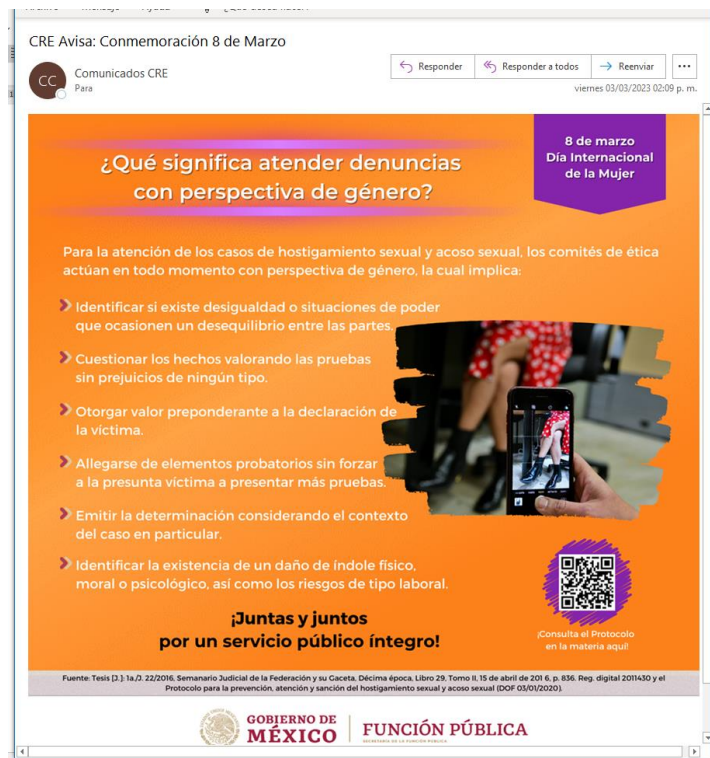 CRE Avisa: Conmemoración 8 de Marzo
CC
Comunicados CRE
Para
Responder
Responder a todos
Reenviar
viernes 03/03/2023 02:09 p. m.
¿Qué significa atender denuncias
con perspectiva de género?
8 de marzo
Día Internacional
de la Mujer
Para la atención de los casos de hostigamiento sexual y acoso sexual, los comités de ética
actúan en todo momento con perspectiva de género, la cual implica:
Identificar si existe desigualdad o situaciones de poder
que ocasionen un desequilibrio entre las partes.
Cuestionar los hechos valorando las pruebas
sin prejuicios de ningún tipo.
Otorgar valor preponderante a la declaración de
la víctima.
Allegarse de elementos probatorios sin forzar
a la presunta víctima a presentar más pruebas.
Emitir la determinación considerando el contexto
del caso en particular.
Identificar la existencia de un daño de índole físico,
moral o psicológico, así como los riesgos de tipo laboral.
¡Juntas y juntos
por un servicio público íntegro!
¡Consulta el Protocolo
en la materia aquí!
Fuente: Tesis [J.]: 1a./J. 22/2016, Semanario Judicial de la Federación y su Gaceta, Décima época, Libro 29, Tomo II, 15 de abril de 201 6, p. 836. Reg. digital 2011430 y el
Protocolo para la prevención, atención y sanción del hostigamiento sexual y acoso sexual (DOF 03/01/2020).
GOBIERNO DE
MÉXICO
FUNCIÓN PÚBLICA
SECRETARÍA DE LA FUNCIÓN PÚBLICA